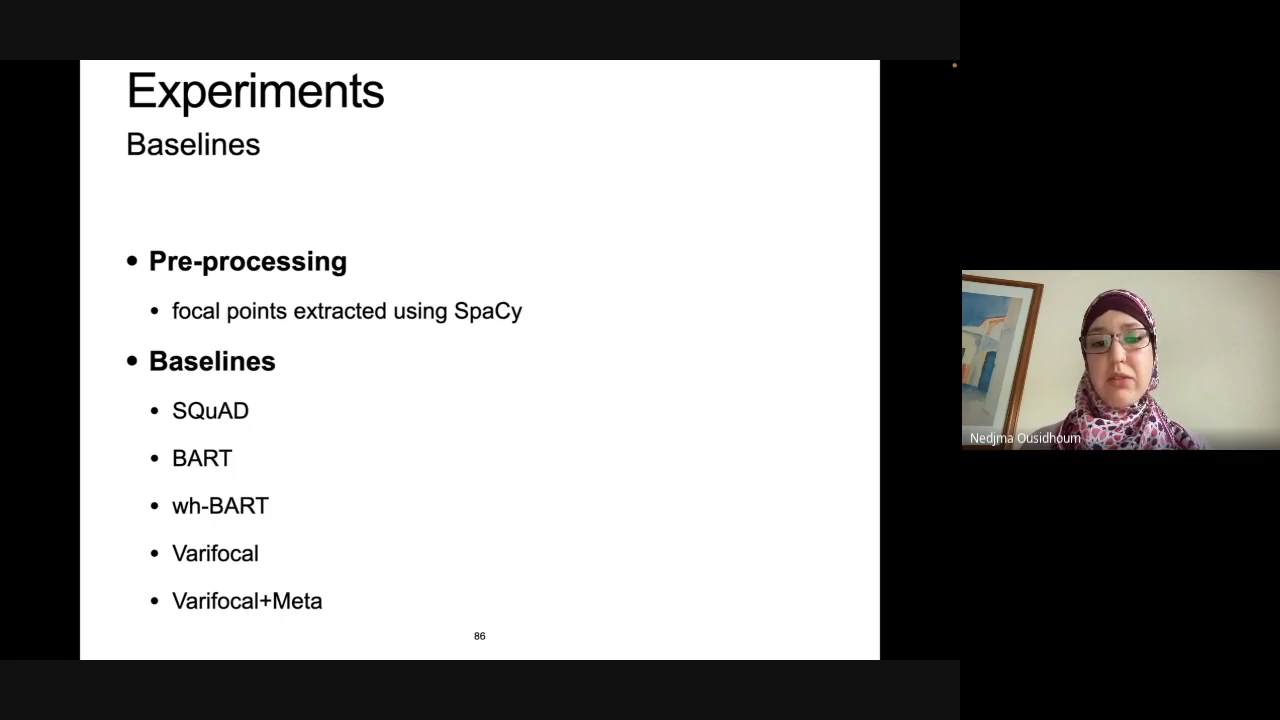 Experiments
Baselines
• Pre-processing
• focal points extracted using SpaCy
• Baselines
• SQuAD
• BART
• wh-BART
• Varifocal
• Varifocal+Meta
86
Nedjma Ousidhoum